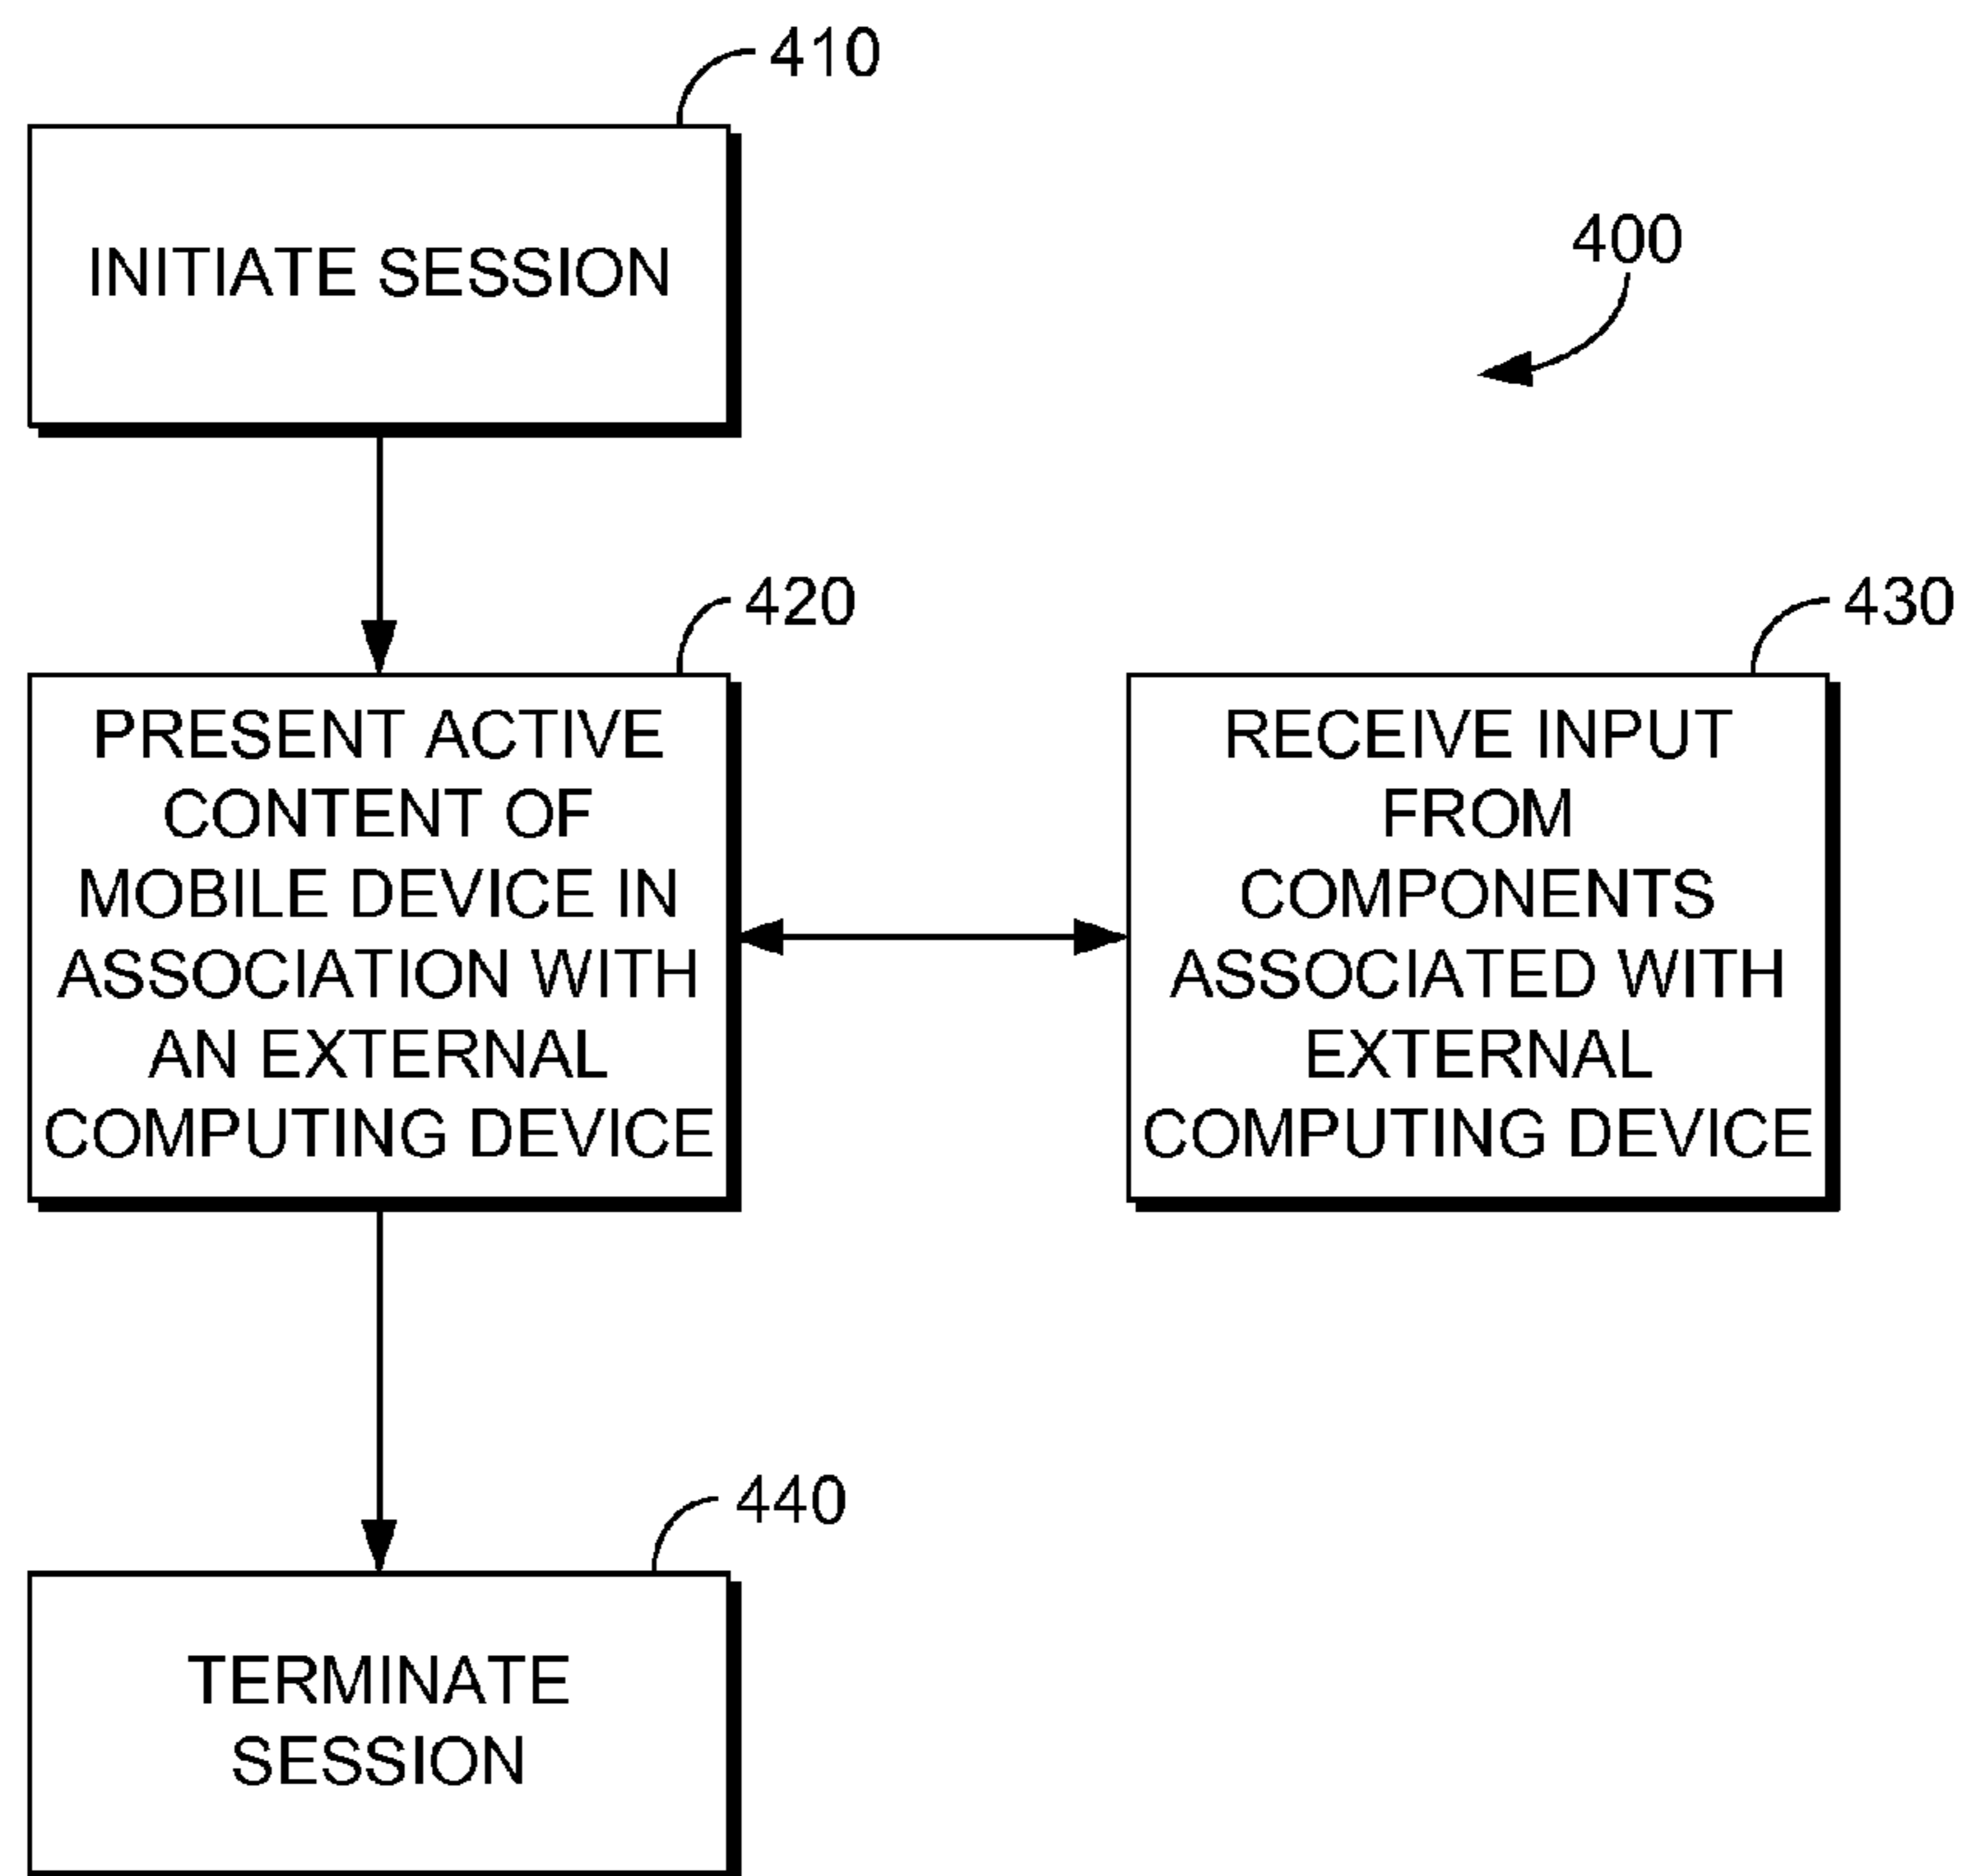 410
INITIATE SESSION
400
420
PRESENT ACTIVE
CONTENT OF
MOBILE DEVICE IN
ASSOCIATION WITH
AN EXTERNAL
COMPUTING DEVICE
430
RECEIVE INPUT
FROM
COMPONENTS
ASSOCIATED WITH
EXTERNAL
COMPUTING DEVICE
440
TERMINATE
SESSION